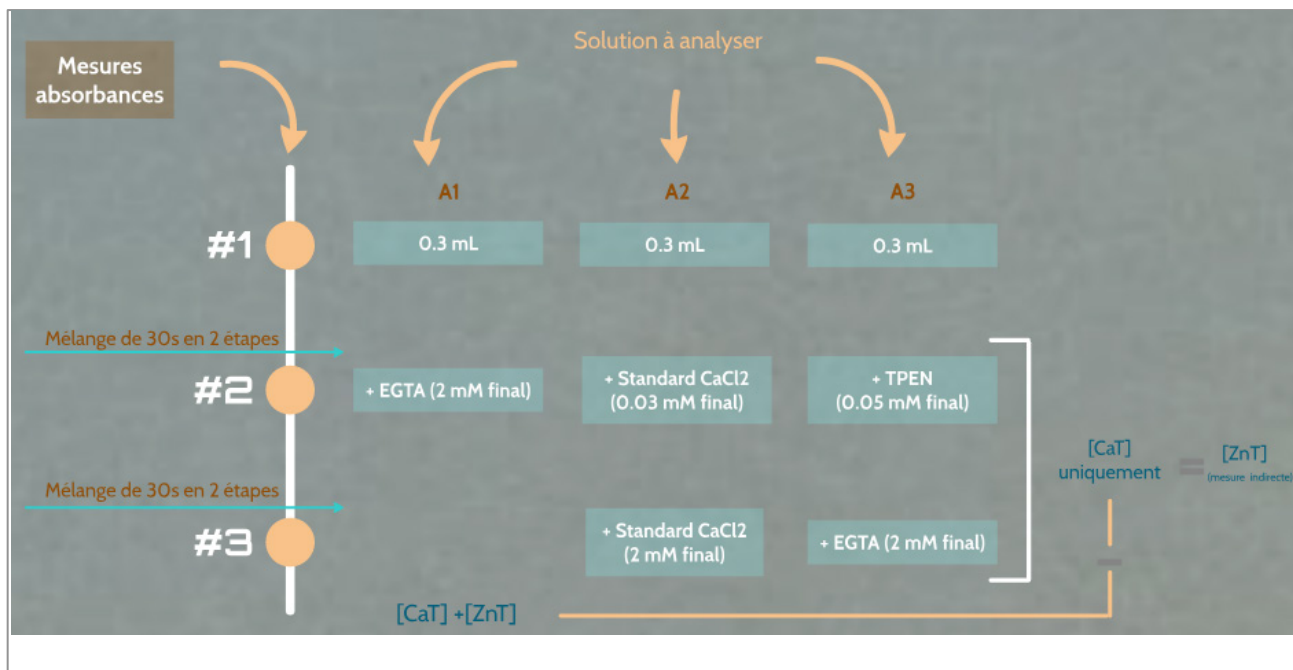 Solution à analyser
Mesures
absorbances
A1
A2
A3
#1
0.3 mL
0.3 mL
0.3 mL
Mélange de 30s en 2 étapes
#2
+ EGTA (2 mM final)
+ Standard CaCl2
(0.03 mM final)
+ TPEN
(0.05 mM final)
[CaT]
uniquement
=
[ZnT]
(mesure indirecte)
Mélange de 30s en 2 étapes
#3
+ Standard CaCl2
(2 mM final)
+ EGTA (2 mM final)
-
[CaT] +[ZnT]